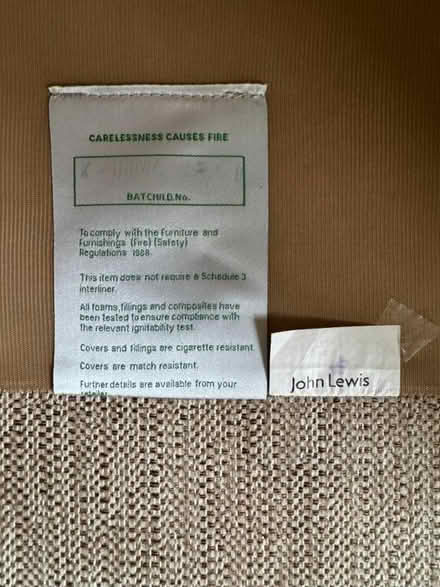 CARELESSNESS CAUSES FIRE
BATCH/I.D. No.
To comply with the Furniture and
Furnishings (Fire) (Safety)
Regulations 1988.
This item does not require a Schedule 3
interliner.
All foams, fillings and composites have
been tested to ensure compliance with
the relevant ignitability test.
Covers and fillings are cigarette resistant.
Covers are match resistant.
Further details are available from your
retailer.
John Lewis